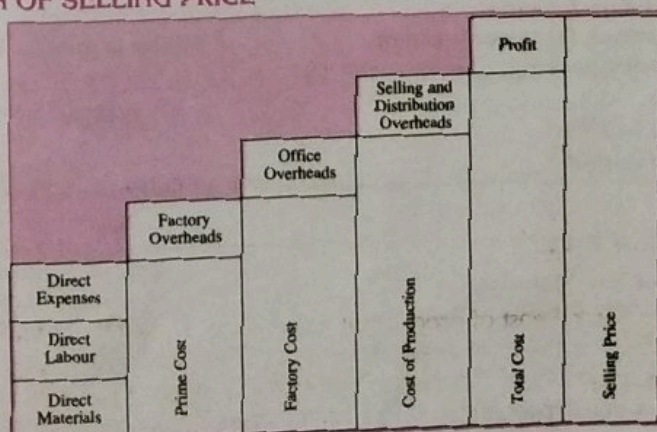 OF SELLING PRICE
Profit
Selling and
Distribution
Overheads
Office
Overheads
Factory
Overheads
Direct
Expenses
Direct
Labour
Direct
Materials
Prime Cost
Factory Cost
Cost of Production
Total Cost
Selling Price